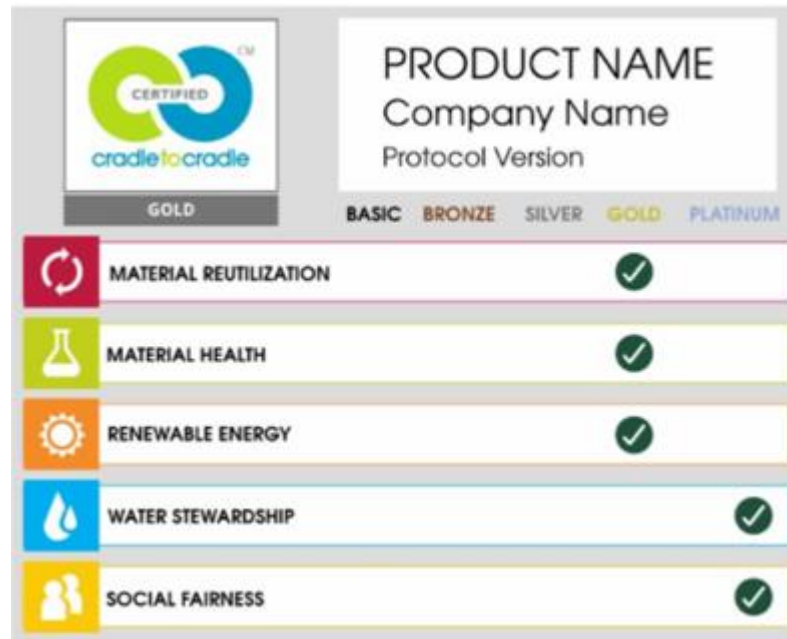 CERTIFIED
CM
cradletocradle
GOLD
PRODUCT NAME
Company Name
Protocol Version
BASIC BRONZE SILVER GOLD PLATINUM
MATERIAL REUTILIZATION
MATERIAL HEALTH
RENEWABLE ENERGY
WATER STEWARDSHIP
SOCIAL FAIRNESS